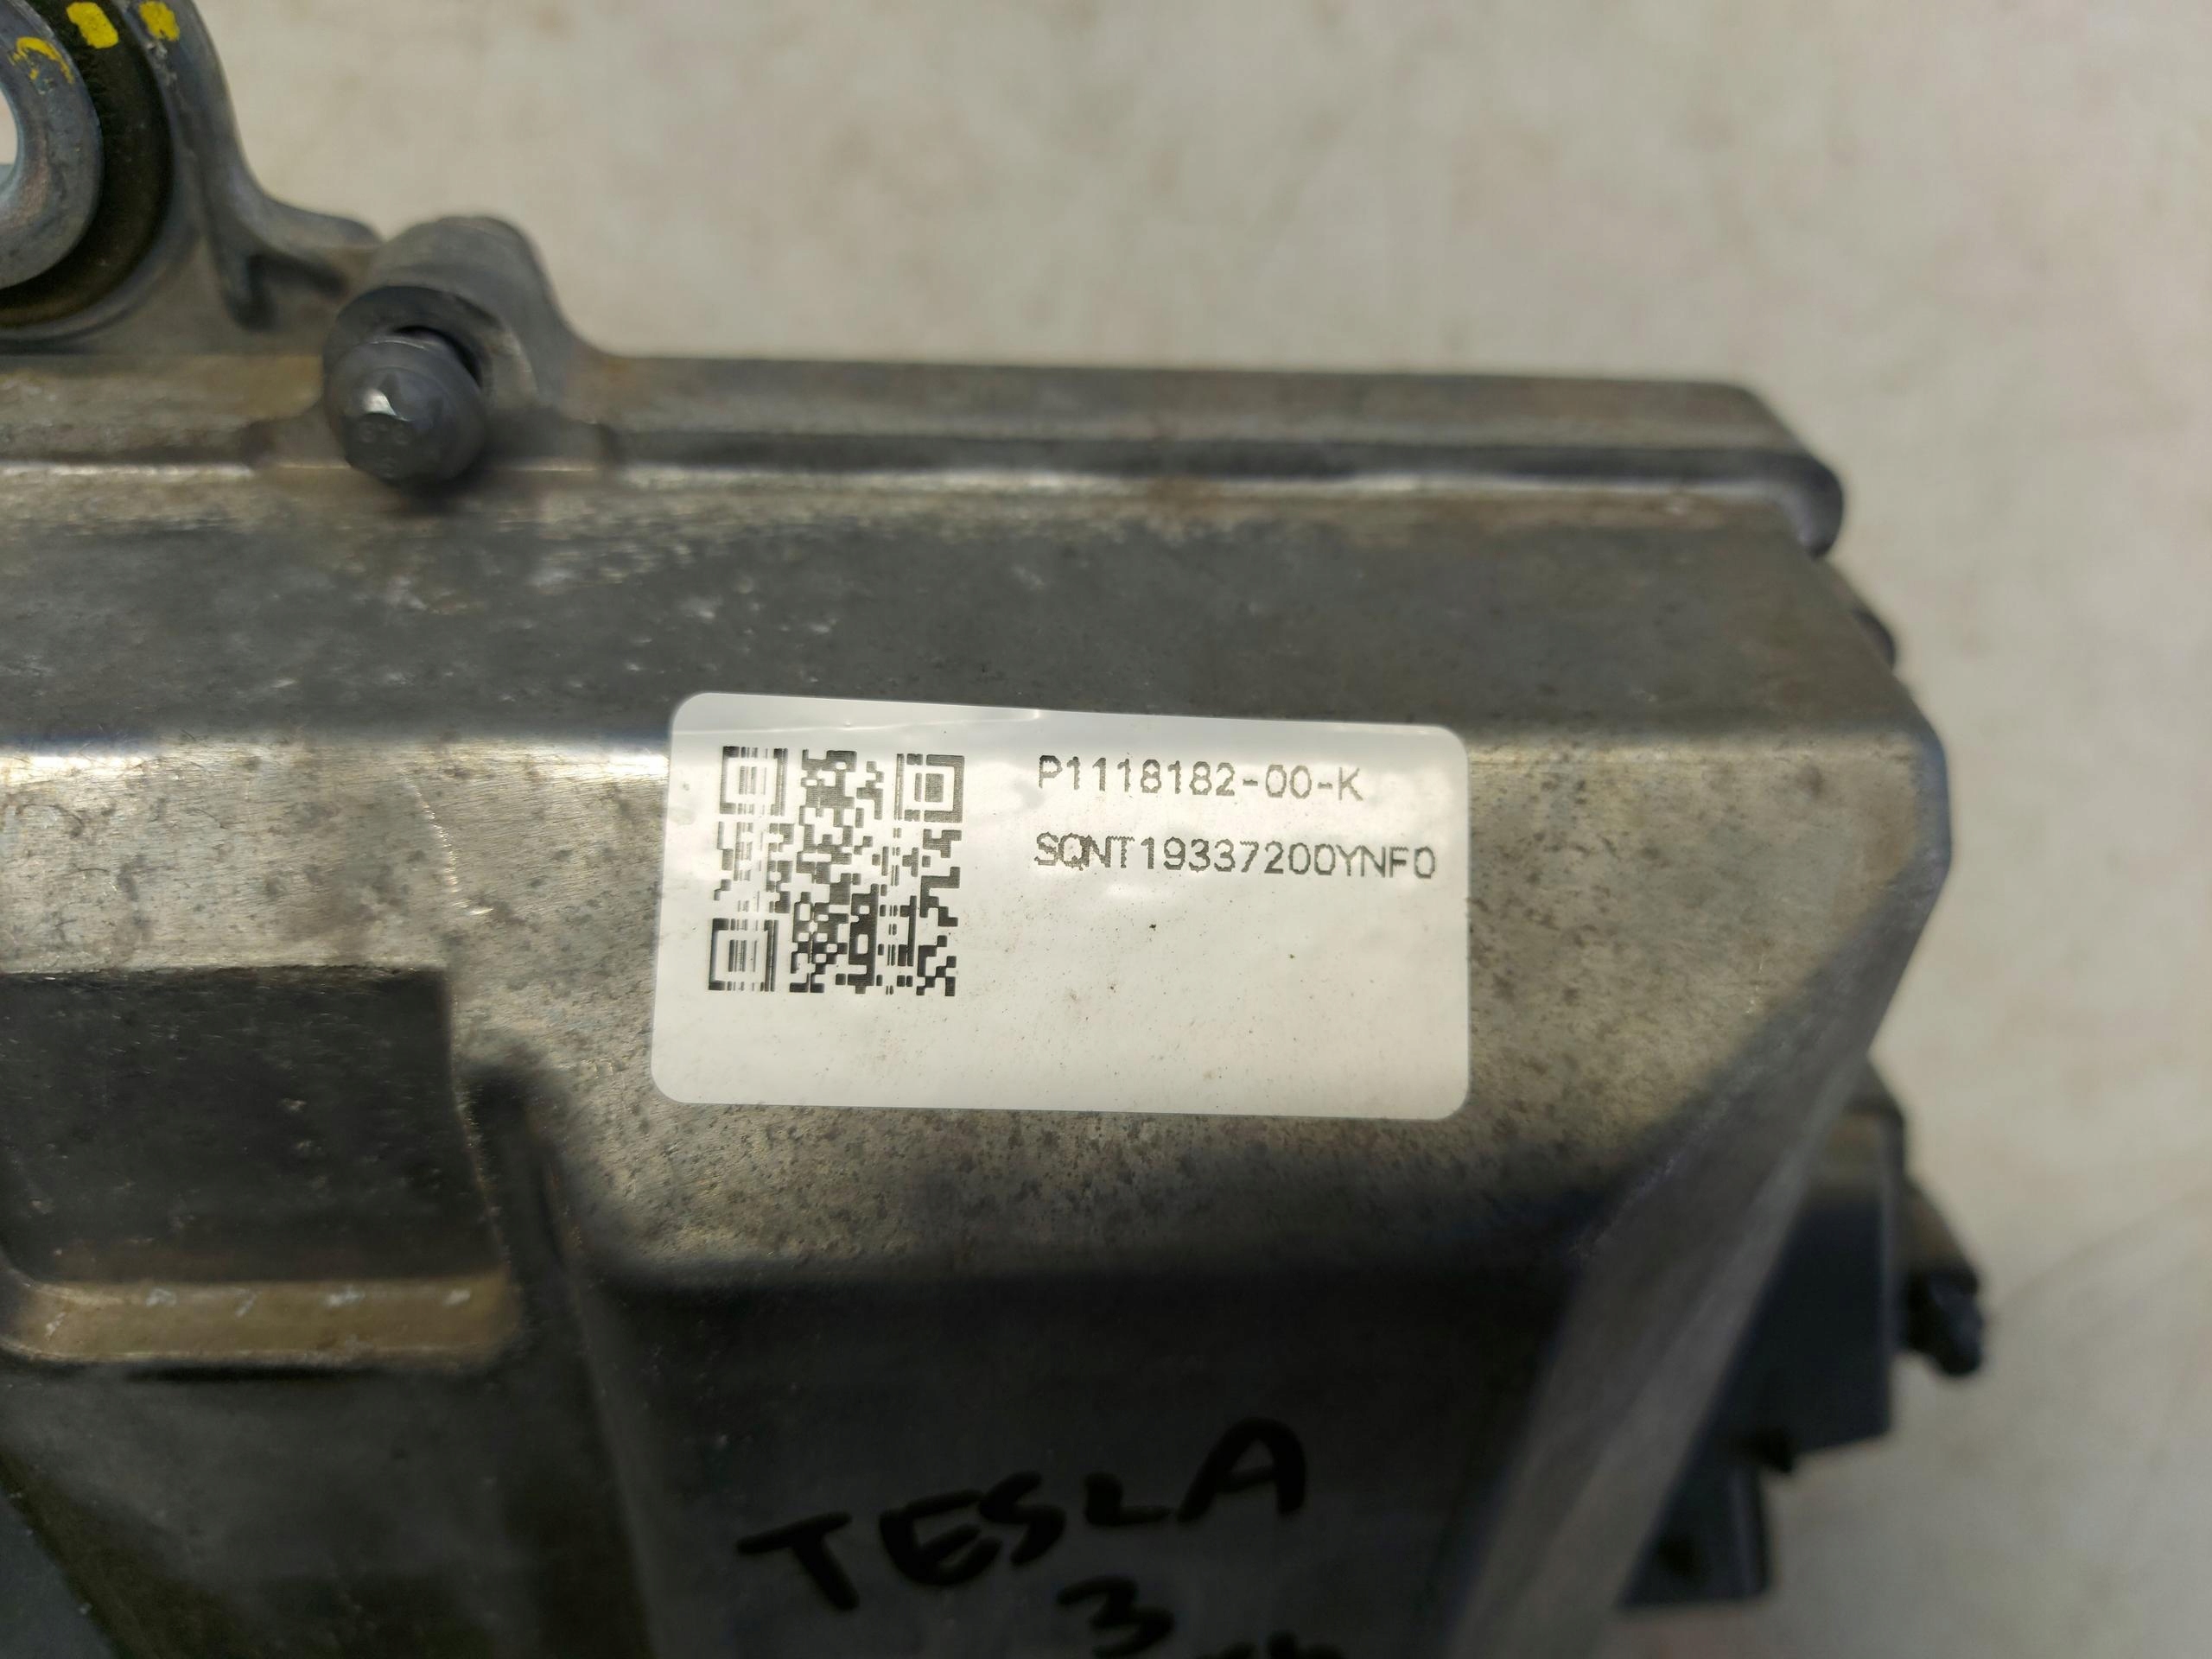 P1118182-00-K
SQNT19337200YNF0
TESLA
3